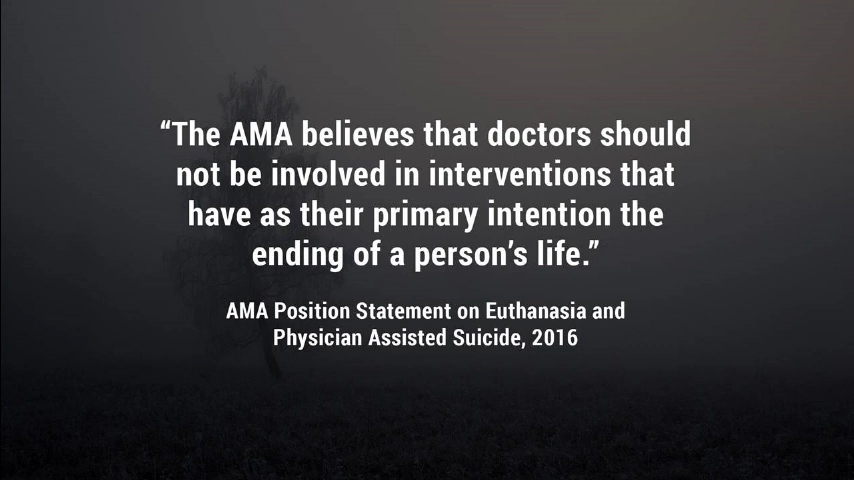 “The AMA believes that doctors should
not be involved in interventions that
have as their primary intention the
ending of a person’s life.”
AMA Position Statement on Euthanasia and
Physician Assisted Suicide, 2016